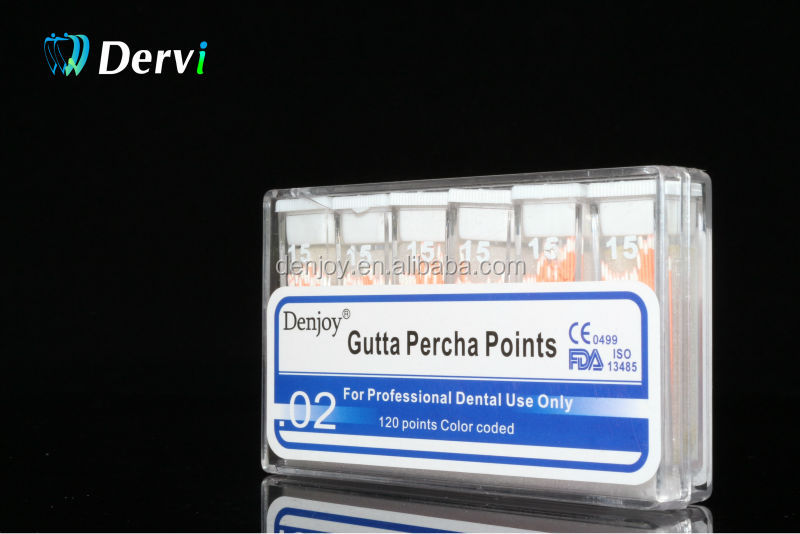 Dervi
15 15 15 15 15 15
denjoy.en.alibaba.com
Denjoy®
Gutta Percha Points
CE 0499
FDA ISO
13485
.02
For Professional Dental Use Only
120 points Color coded